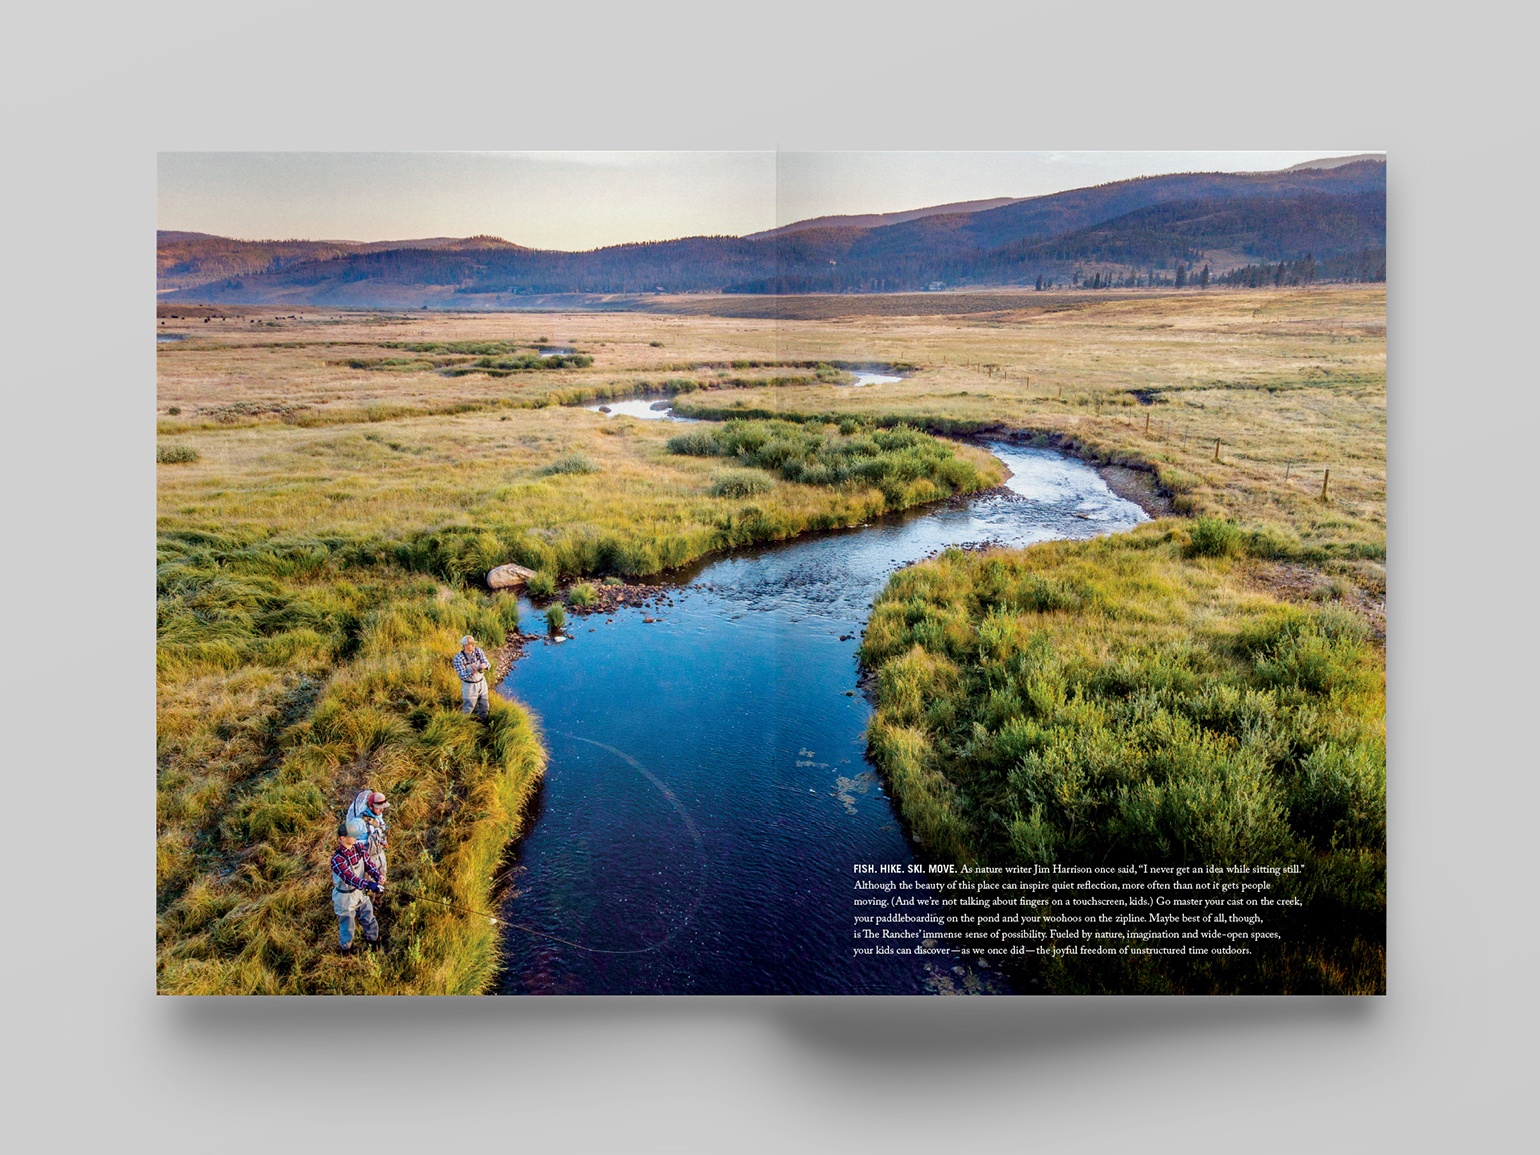 FISH. HIKE. SKI. MOVE. As nature writer Jim Harrison once said, “I never get an idea while sitting still.”
Although the beauty of this place can inspire quiet reflection, more often than not it gets people
moving. (And we’re not talking about fingers on a touchscreen, kids.) Go master your cast on the creek,
your paddleboarding on the pond and your woohoos on the zipline. Maybe best of all, though,
is The Ranches’ immense sense of possibility. Fueled by nature, imagination and wide-open spaces,
your kids can discover—as we once did—the joyful freedom of unstructured time outdoors.